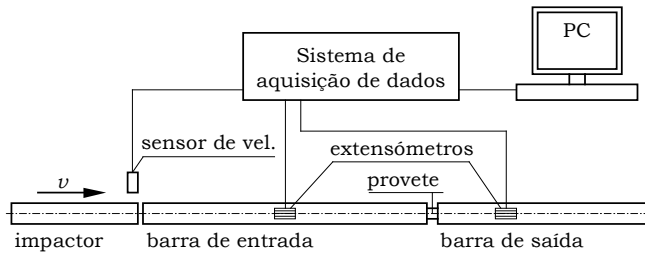 PC
Sistema de
aquisição de dados
sensor de vel.
extensómetros
v
provete
impactor
barra de entrada
barra de saída